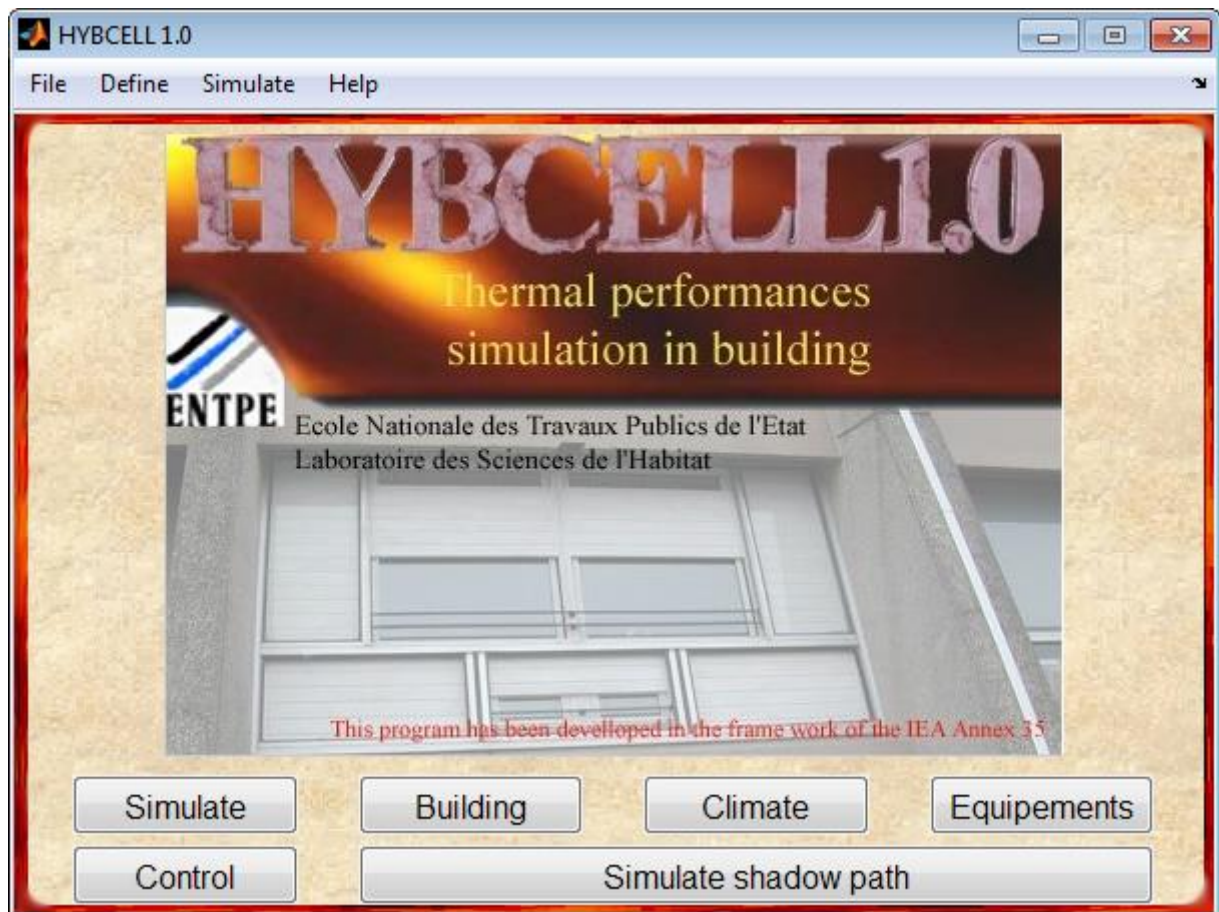 HYBCELL 1.0
File Define Simulate Help
HYBCELL1.0
Thermal performances
simulation in building
ENTPE
Ecole Nationale des Travaux Publics de l'Etat
Laboratoire des Sciences de l'Habitat
This program has been develloped in the frame work of the IEA Annex 35
Simulate Building Climate Equipements
Control Simulate shadow path